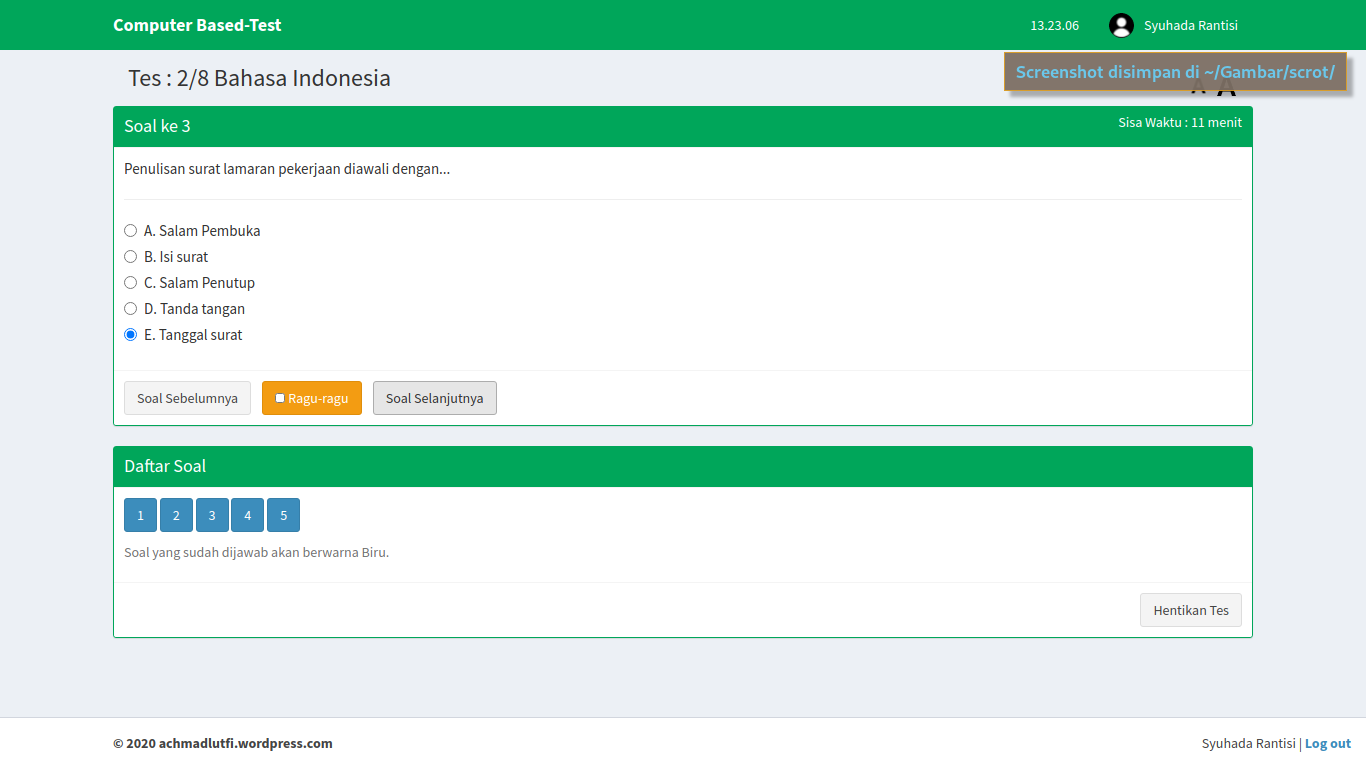 Computer Based-Test
13.23.06
Syuhada Rantisi
Tes : 2/8 Bahasa Indonesia
Screenshot disimpan di ~/Gambar/scrot/
A A
Soal ke 3
Sisa Waktu : 11 menit
Penulisan surat lamaran pekerjaan diawali dengan...
A. Salam Pembuka
B. Isi surat
C. Salam Penutup
D. Tanda tangan
E. Tanggal surat
Soal Sebelumnya
Ragu-ragu
Soal Selanjutnya
Daftar Soal
1 2 3 4 5
Soal yang sudah dijawab akan berwarna Biru.
Hentikan Tes
© 2020 achmadlutfi.wordpress.com
Syuhada Rantisi | Log out